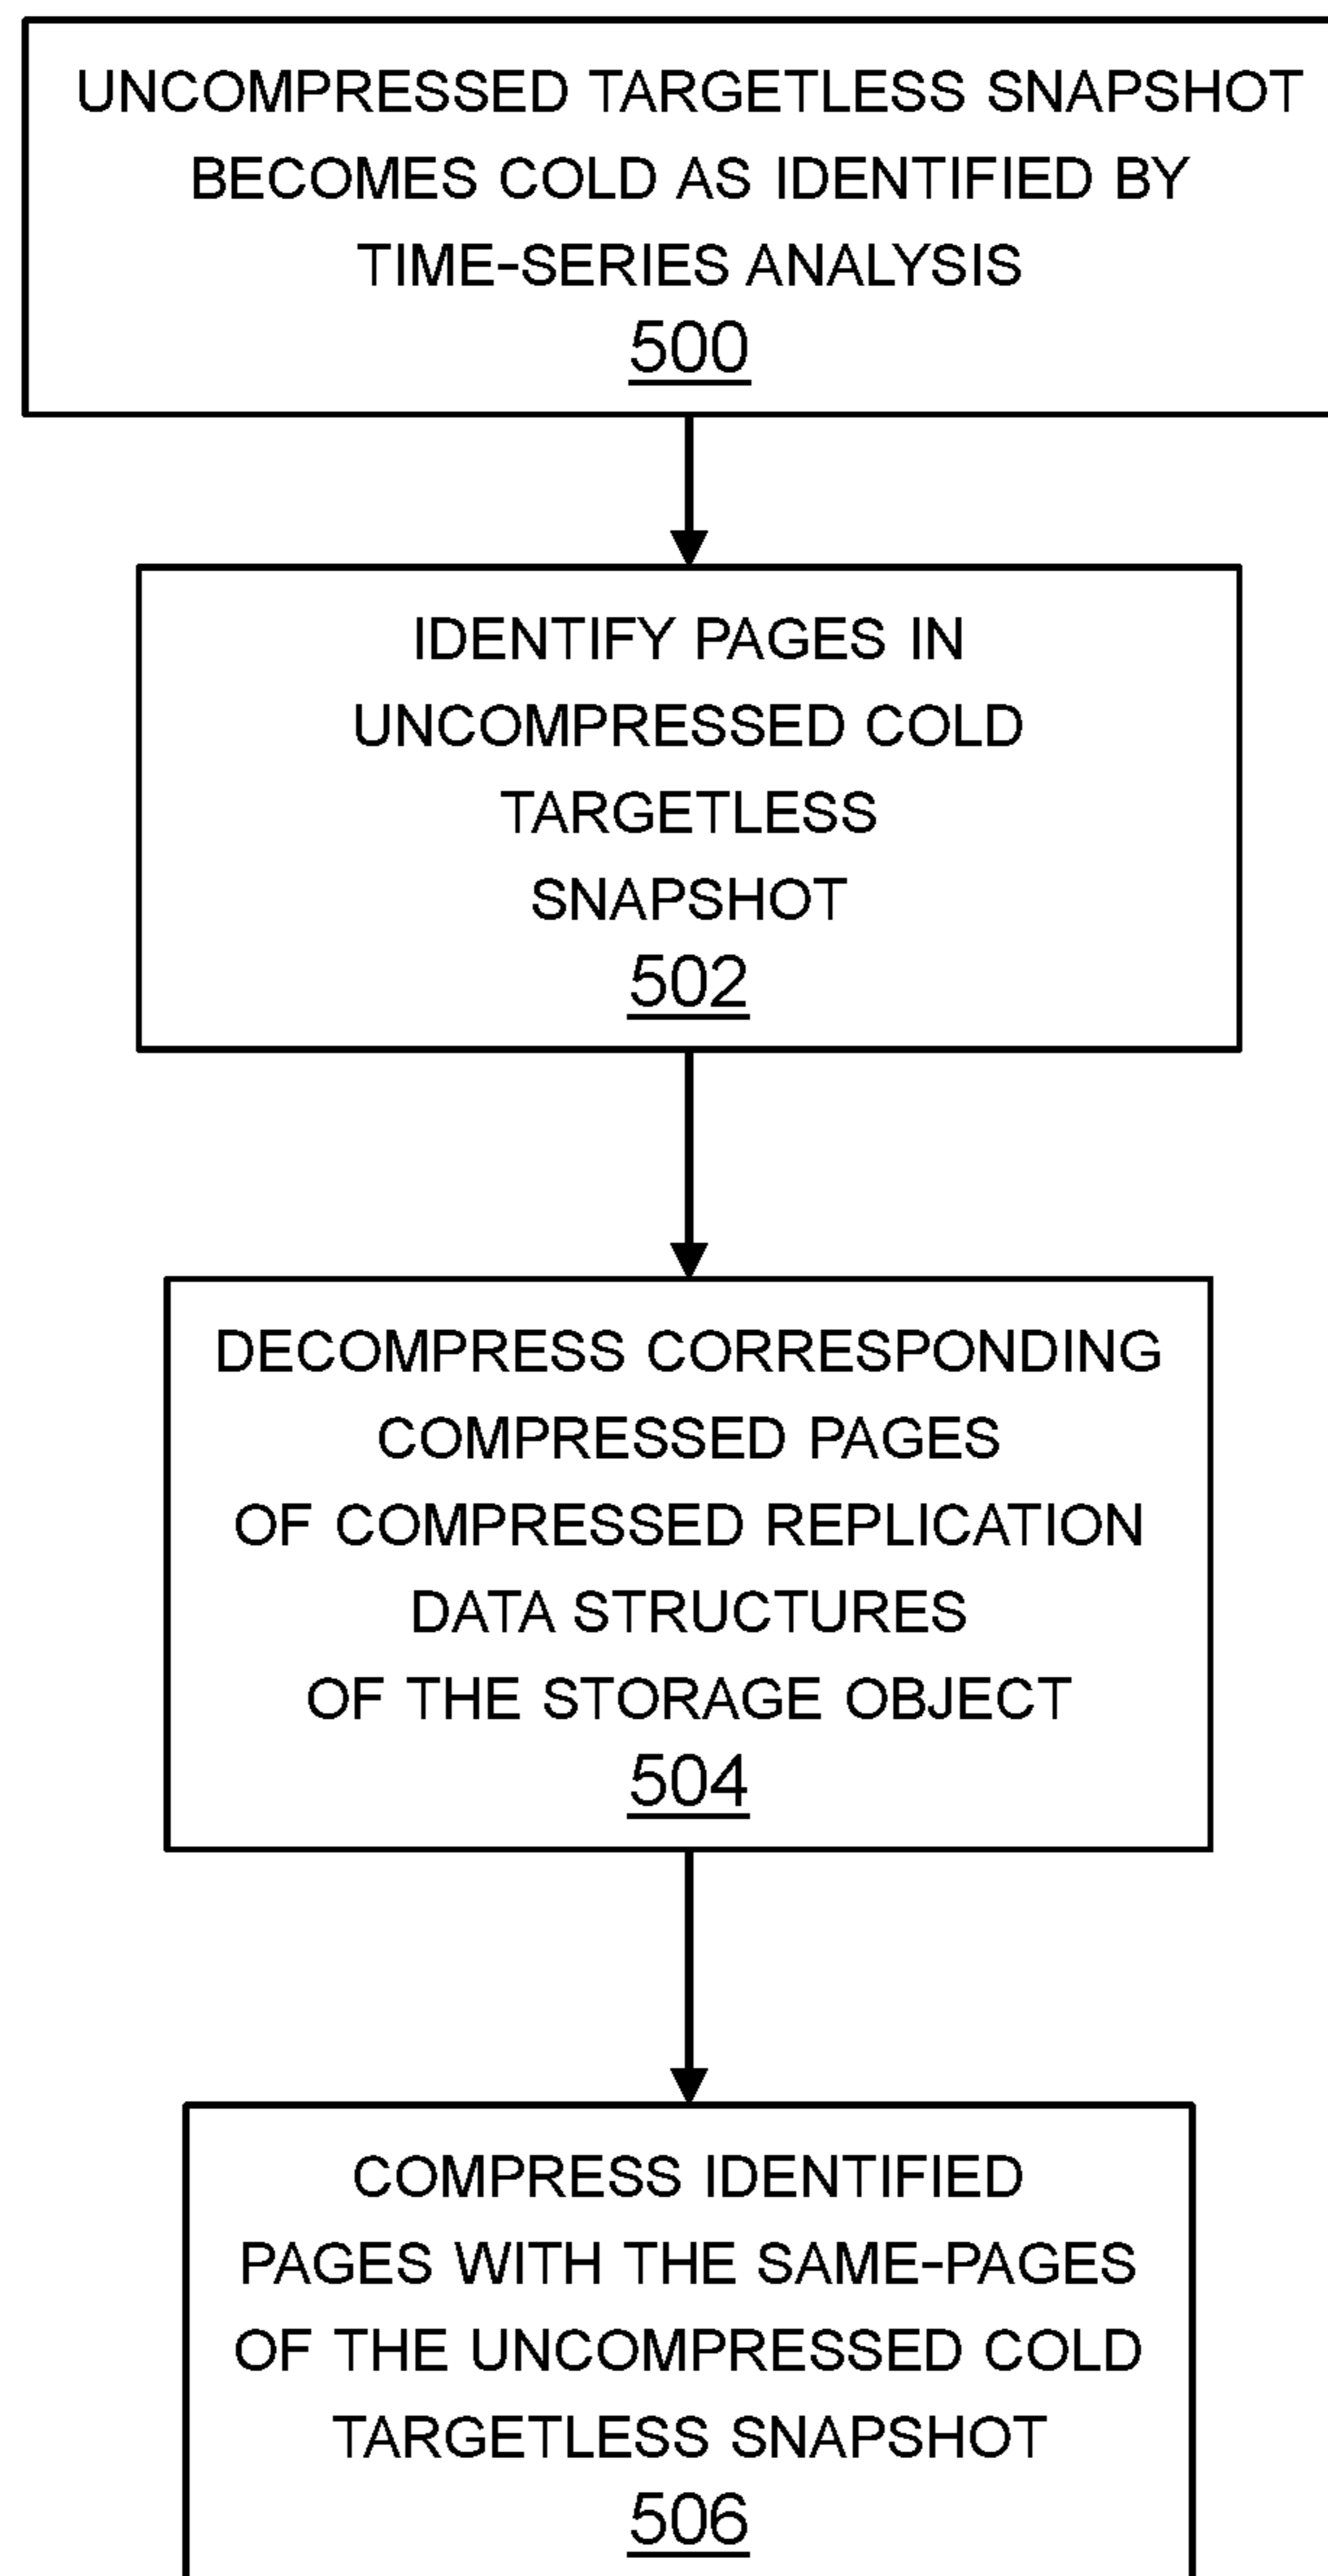 UNCOMPRESSED TARGETLESS SNAPSHOT
BECOMES COLD AS IDENTIFIED BY
TIME-SERIES ANALYSIS
500
IDENTIFY PAGES IN
UNCOMPRESSED COLD
TARGETLESS
SNAPSHOT
502
DECOMPRESS CORRESPONDING
COMPRESSED PAGES
OF COMPRESSED REPLICATION
DATA STRUCTURES
OF THE STORAGE OBJECT
504
COMPRESS IDENTIFIED
PAGES WITH THE SAME-PAGES
OF THE UNCOMPRESSED COLD
TARGETLESS SNAPSHOT
506